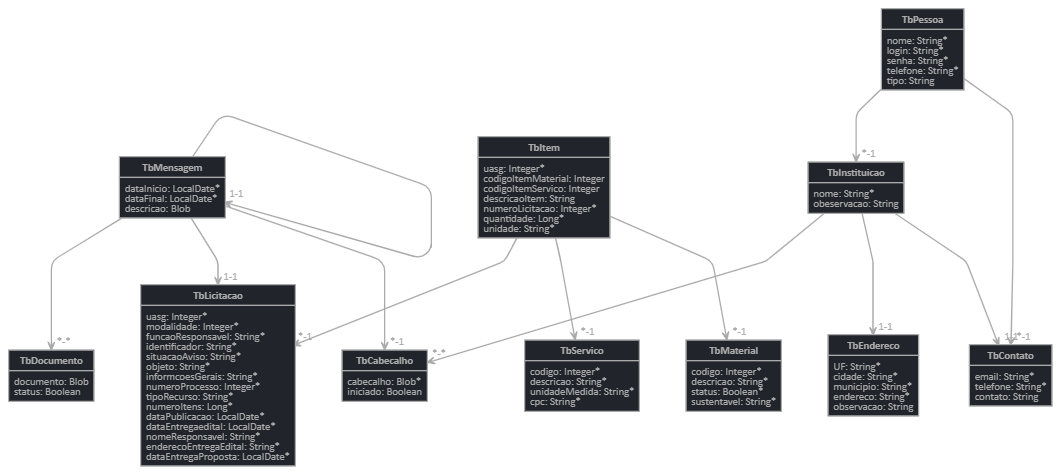 TbPessoa
nome: String*
login: String*
senha: String*
telefone: String*
tipo: String
*-1
TbMensagem
dataInicio: LocalDate*
dataFinal: LocalDate*
descricao: Blob
1-1
TbItem
uasg: Integer*
codigoItemMaterial: Integer
codigoItemServico: Integer
descricaoItem: String
numeroLicitacao: Integer*
quantidade: Long*
unidade: String*
TbInstituicao
nome: String*
obeservacao: String
1-1
TbLicitacao
uasg: Integer*
modalidade: Integer*
funcaoResponsavel: String*
identificador: String*
situacaoAviso: String*
objeto: String*
informcoesGerais: String*
numeroProcesso: Integer*
tipoRecurso: String*
numeroItens: Long*
dataPublicacao: LocalDate*
dataEntregaedital: LocalDate*
nomeResponsavel: String*
enderecoEntregaEdital: String*
dataEntregaProposta: LocalDate*
*-*
TbDocumento
documento: Blob
status: Boolean
*-1
*-1
*-*
TbCabecalho
cabecalho: Blob*
iniciado: Boolean
*-1
TbServico
codigo: Integer*
descricao: String*
unidadeMedida: String*
cpc: String*
*-1
TbMaterial
codigo: Integer*
descricao: String*
status: Boolean*
sustentavel: String*
1-1
TbEndereco
UF: String*
cidade: String*
municipio: String*
endereco: String*
observacao: String
*-1
TbContato
email: String*
telefone: String*
contato: String